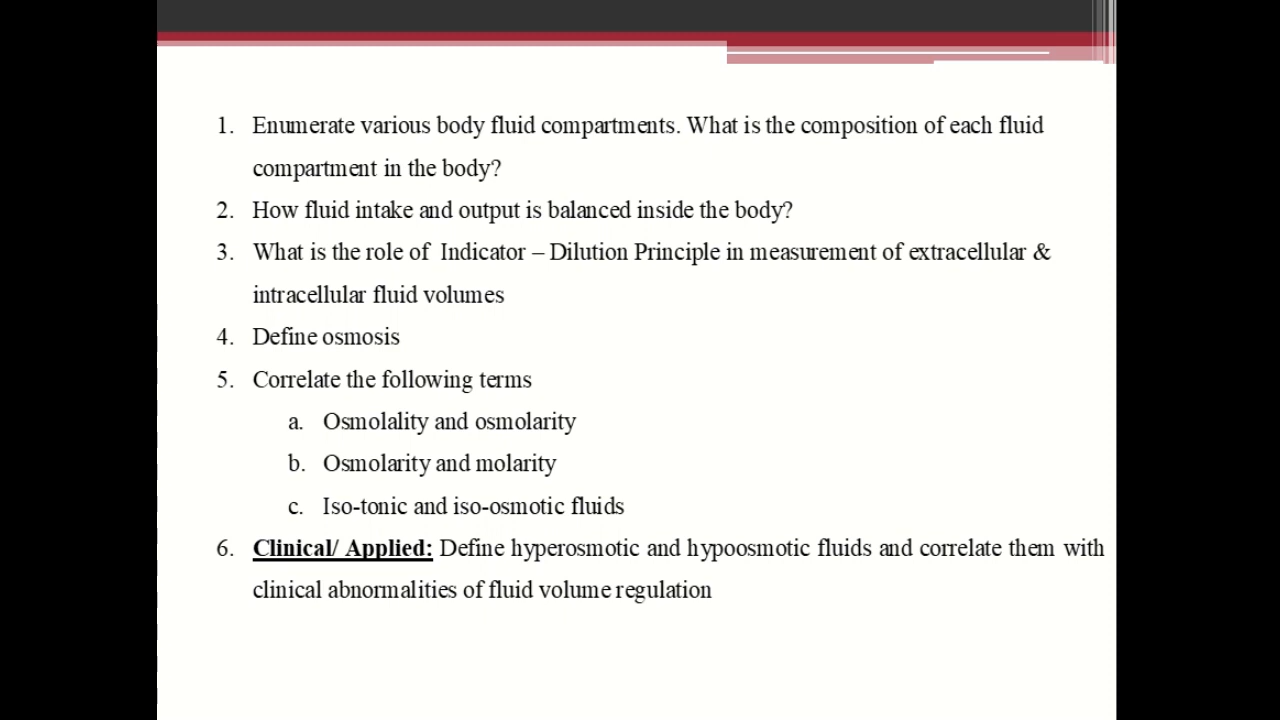 1. Enumerate various body fluid compartments. What is the composition of each fluid
compartment in the body?
2. How fluid intake and output is balanced inside the body?
3. What is the role of Indicator – Dilution Principle in measurement of extracellular &
intracellular fluid volumes
4. Define osmosis
5. Correlate the following terms
a. Osmolality and osmolarity
b. Osmolarity and molarity
c. Iso-tonic and iso-osmotic fluids
6. Clinical/ Applied: Define hyperosmotic and hypoosmotic fluids and correlate them with
clinical abnormalities of fluid volume regulation